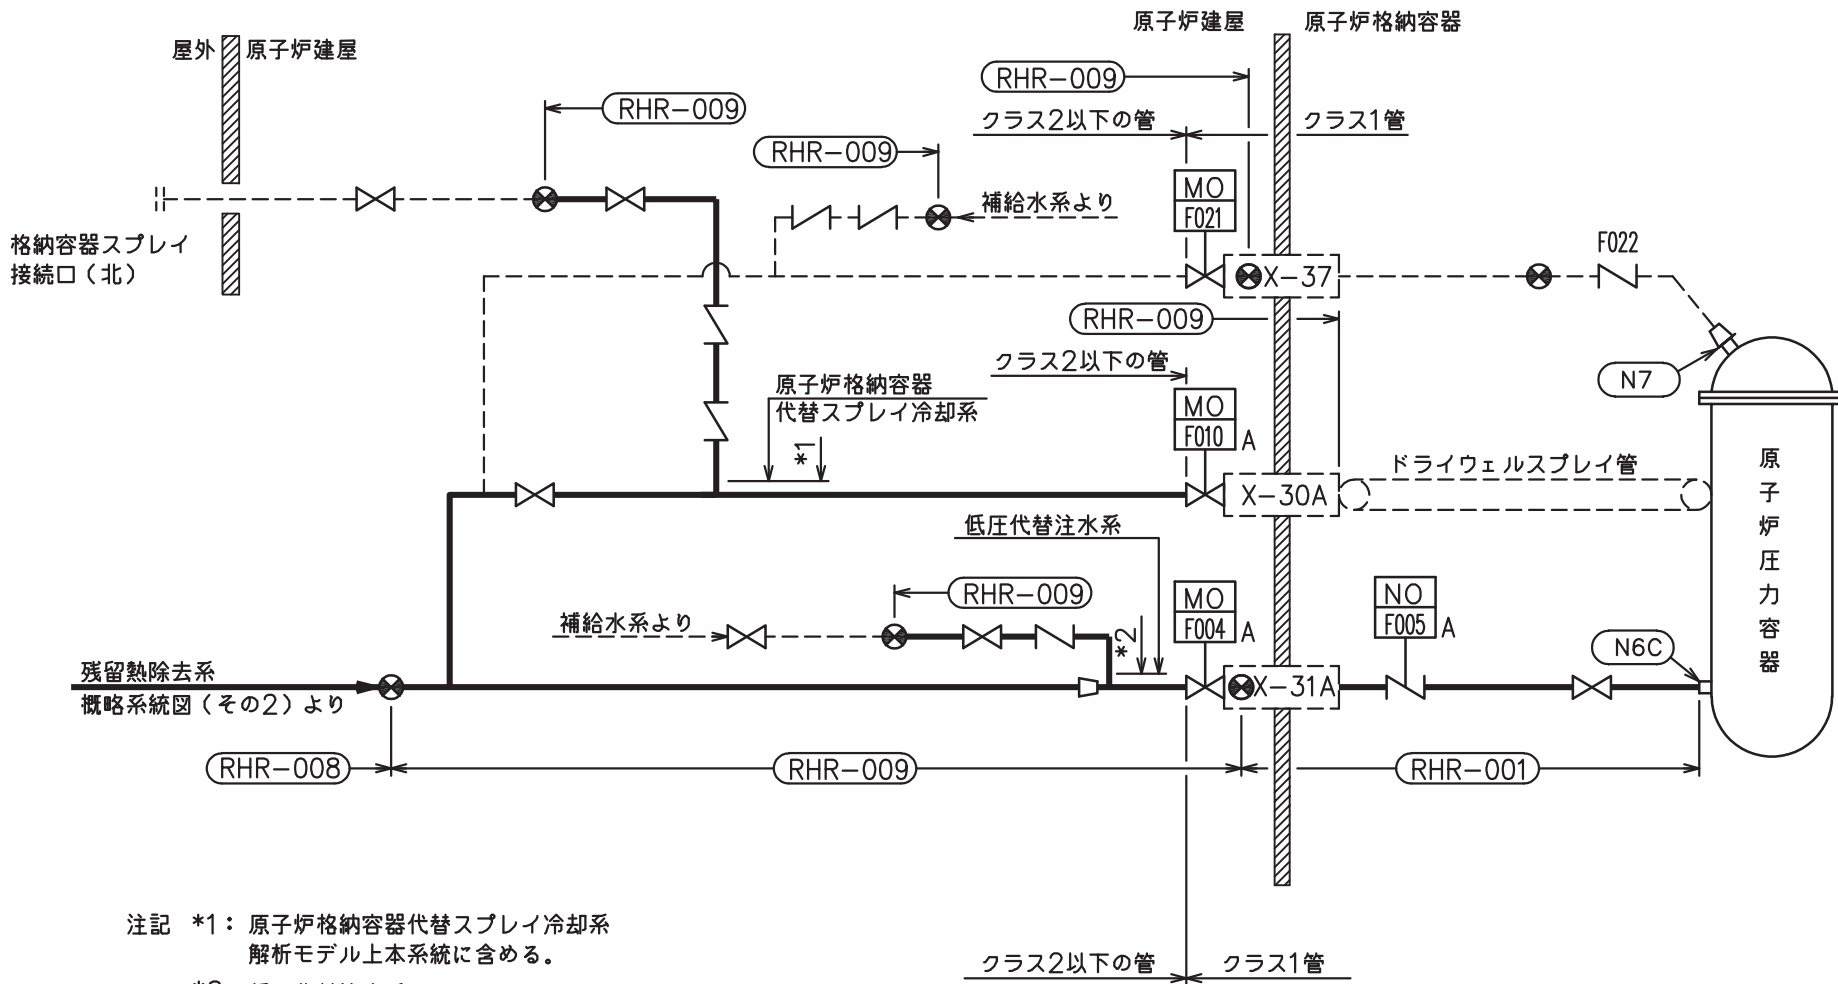 原子炉建屋
原子炉格納容器
屋外
原子炉建屋
RHR-009
RHR-009
クラス2以下の管
クラス1管
RHR-009
MO
F021
補給水系より
格納容器スプレイ
接続口(北)
F022
X-37
RHR-009
クラス2以下の管
N7
原子炉格納容器
代替スプレイ冷却系
*1
MO
F010
A
ドライウェルスプレイ管
X-30A
原子炉圧力容器
低圧代替注水系
RHR-009
MO
F004
A
NO
F005
A
補給水系より
*2
N6C
残留熱除去系
概略系統図(その2)より
X-31A
RHR-008
RHR-009
RHR-001
注記 *1: 原子炉格納容器代替スプレイ冷却系
解析モデル上本系統に含める。
クラス2以下の管
クラス1管